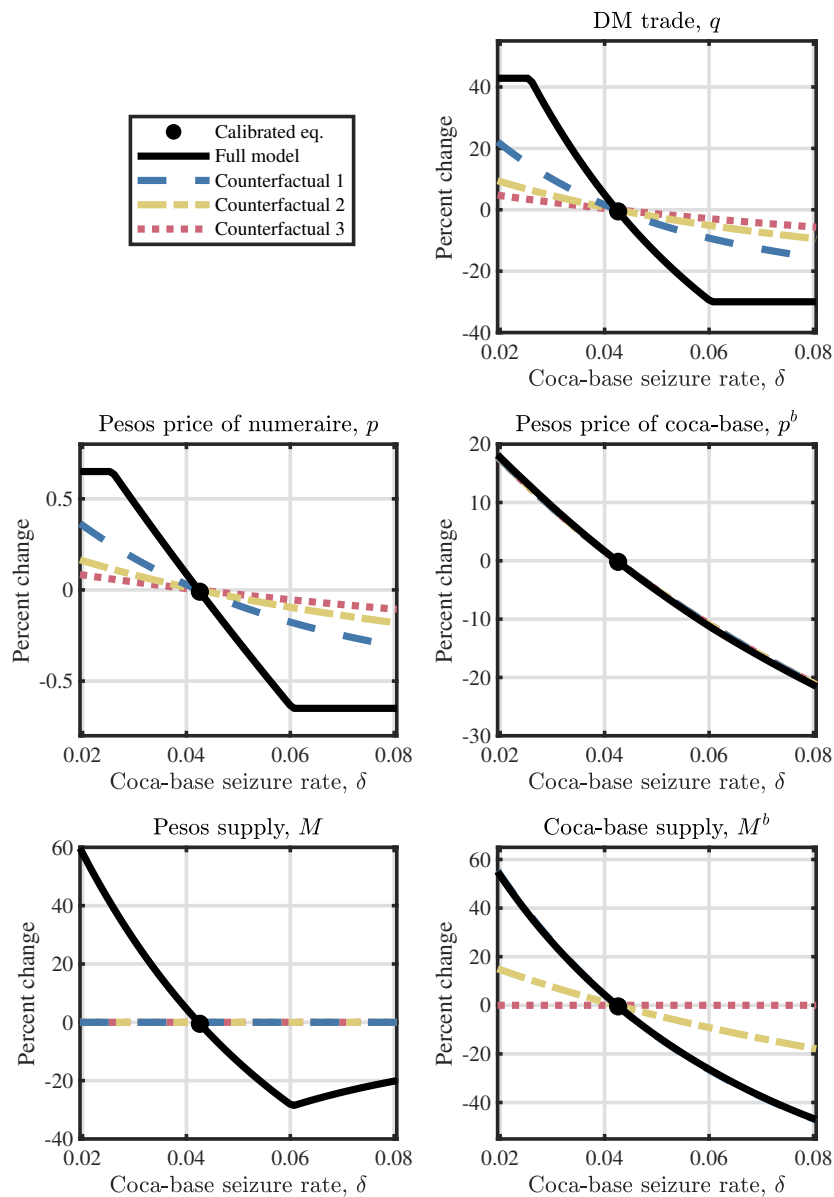 DM trade, q
Calibrated eq.
Full model
Counterfactual 1
Counterfactual 2
Counterfactual 3
Percent change
40
20
0
-20
-40
0.02 0.04 0.06 0.08
Coca-base seizure rate, δ
Pesos price of numeraire, p
Percent change
0.5
0
-0.5
0.02 0.04 0.06 0.08
Coca-base seizure rate, δ
Pesos price of coca-base, p^b
Percent change
20
10
0
-10
-20
-30
0.02 0.04 0.06 0.08
Coca-base seizure rate, δ
Pesos supply, M
Percent change
60
40
20
0
-20
-40
0.02 0.04 0.06 0.08
Coca-base seizure rate, δ
Coca-base supply, M^b
Percent change
60
40
20
0
-20
-40
0.02 0.04 0.06 0.08
Coca-base seizure rate, δ